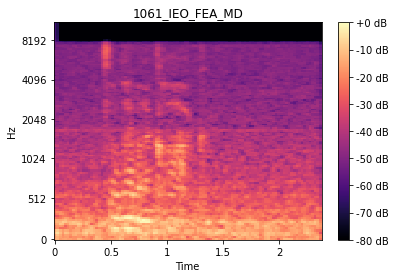 1061_IEO_FEA_MD
8192
4096
2048
1024
512
0
Hz
0
0.5
1
1.5
2
Time
+0 dB
-10 dB
-20 dB
-30 dB
-40 dB
-50 dB
-60 dB
-70 dB
-80 dB